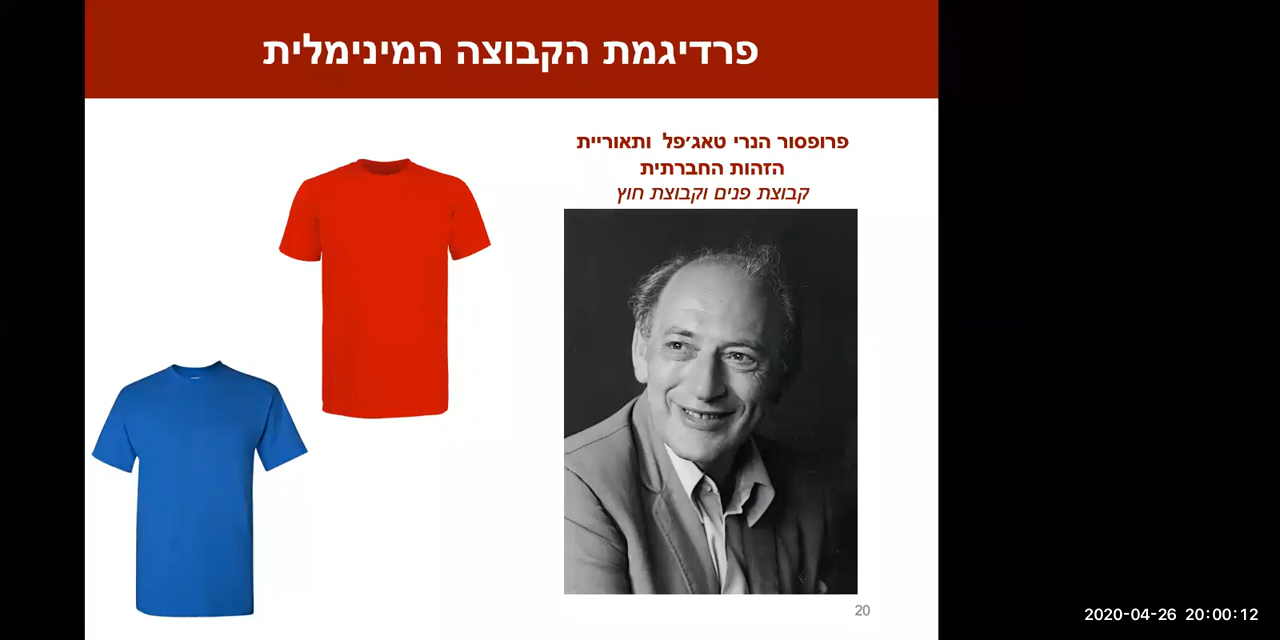 פרדיגמת הקבוצה המינימלית
פרופסור הנרי טאג'פל ותאוריית
הזהות החברתית
קבוצת פנים וקבוצת חוץ
20
2020-04-26 20:00:12